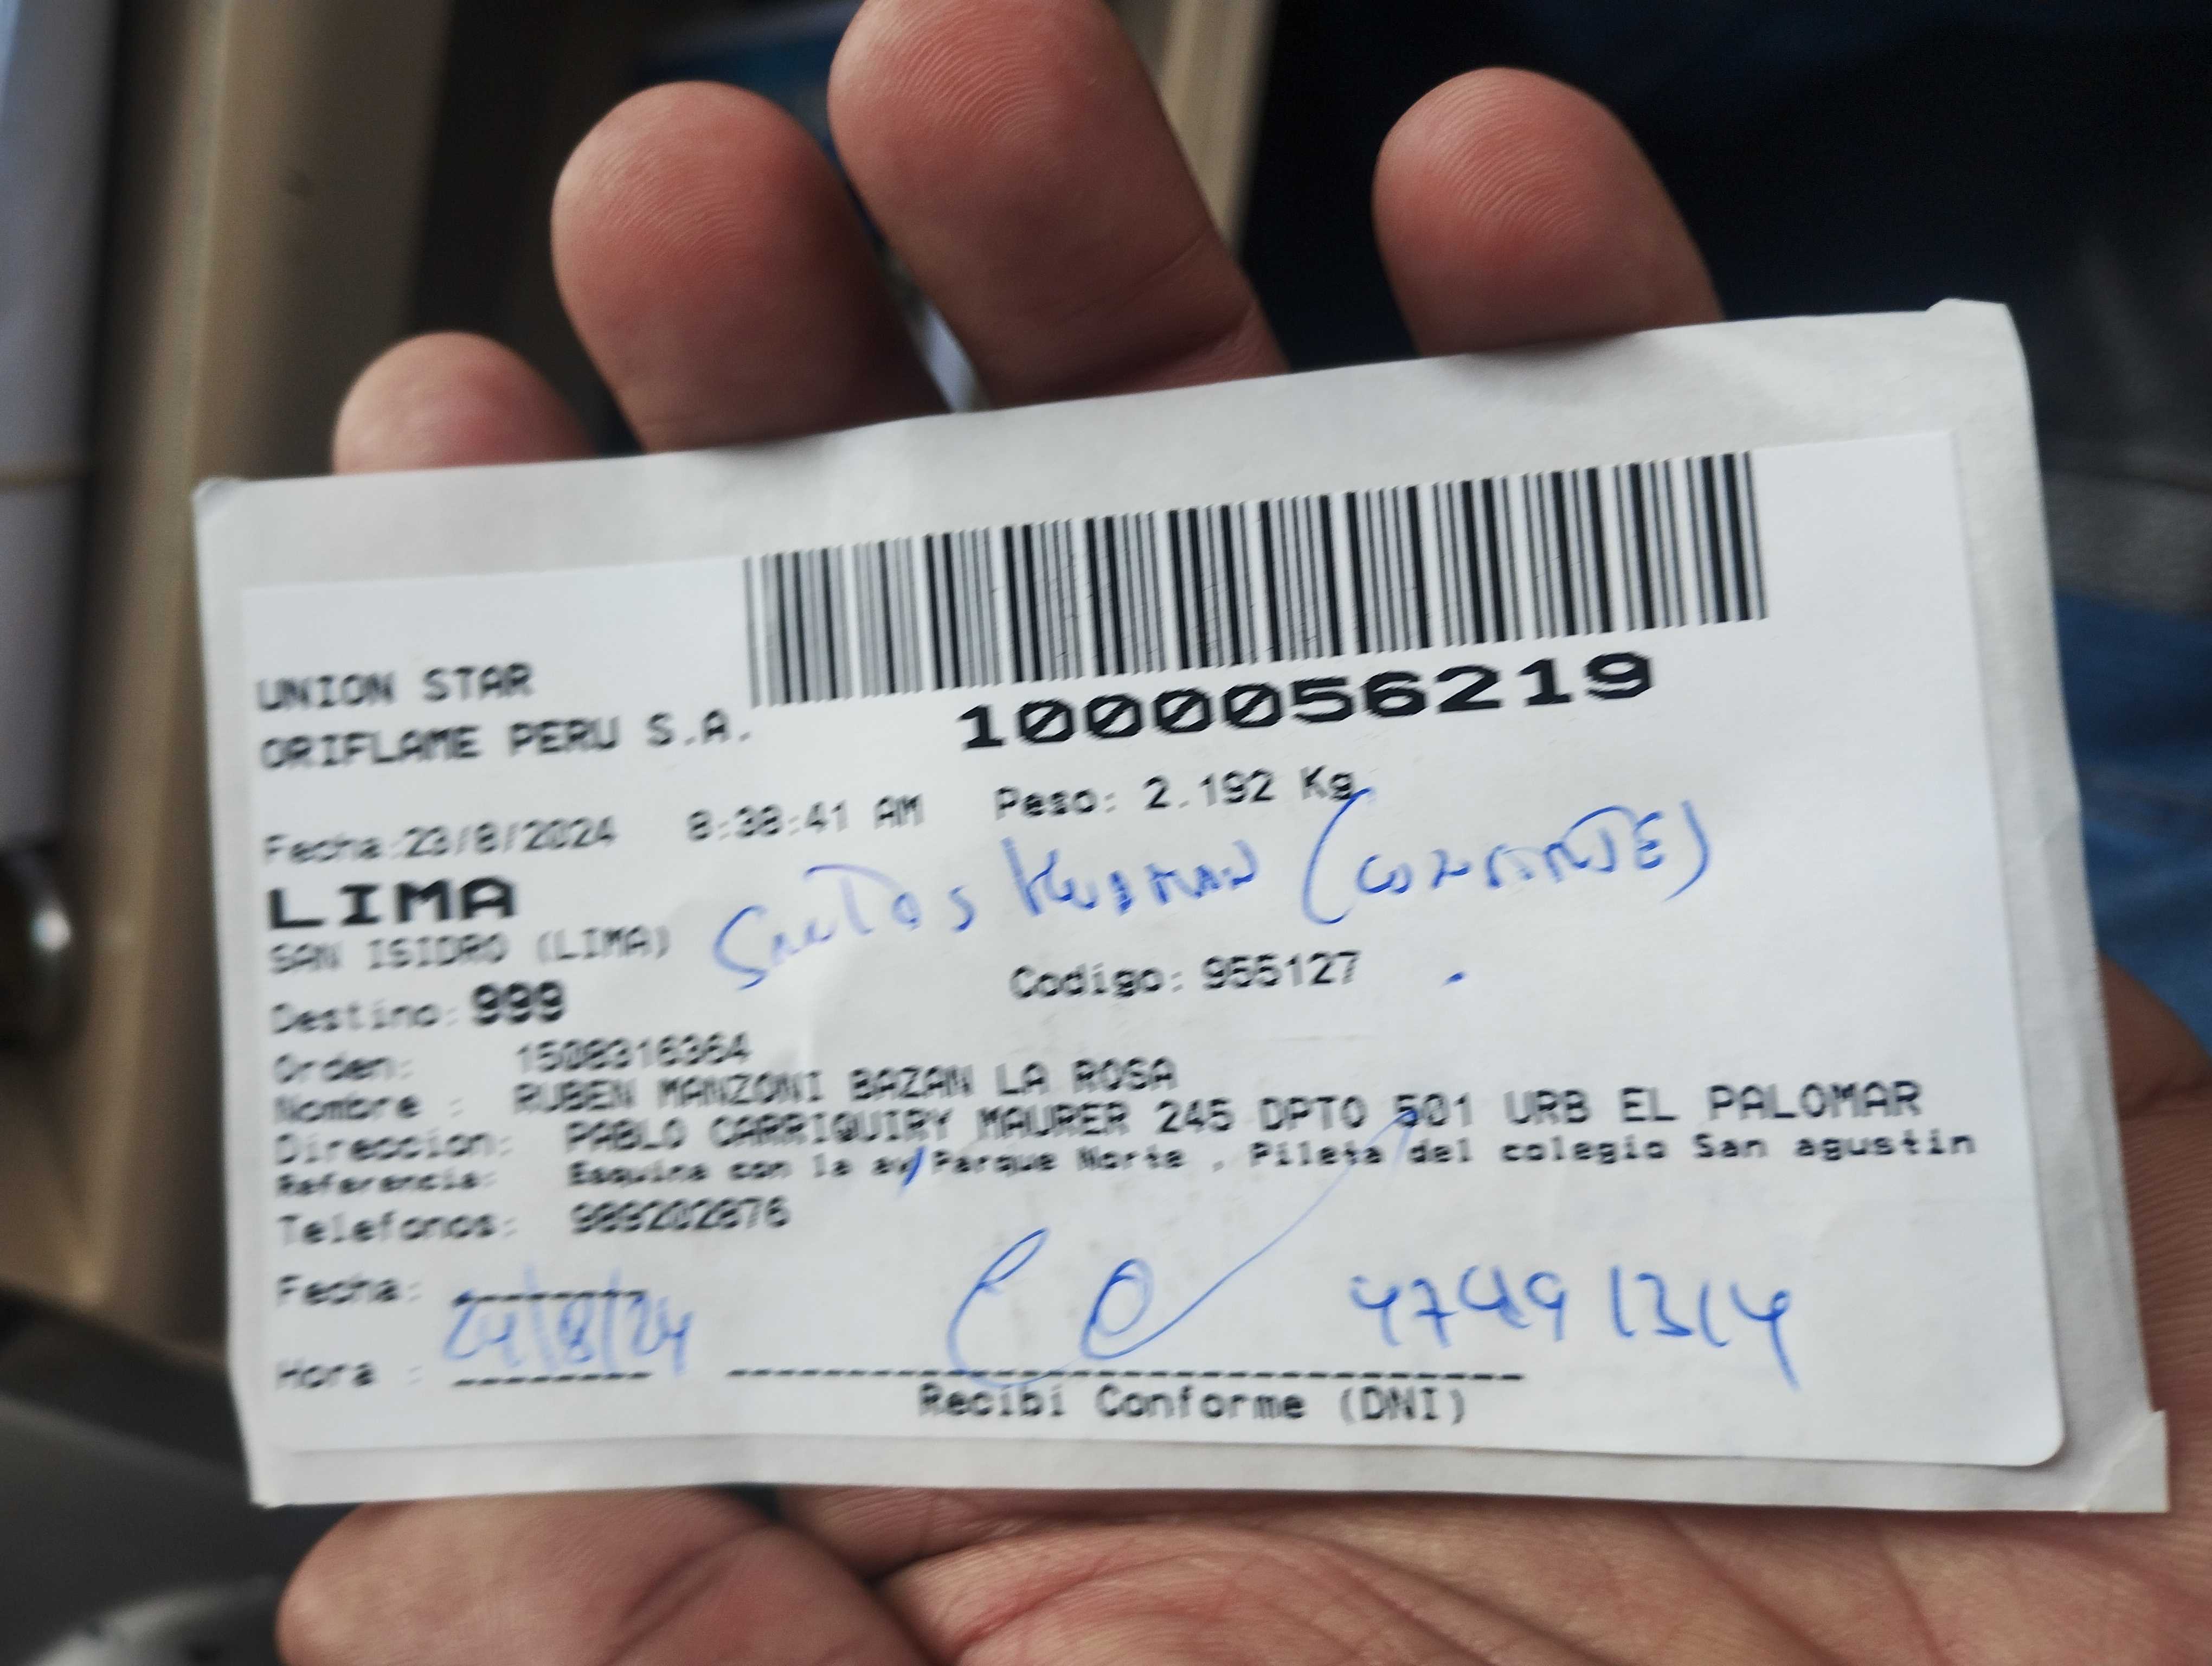 UNION STAR
ORIFLAME PERU S.A.
1000056219
Fecha:23/8/2024 8:38:41 AM Peso: 2.192 Kg
LIMA
Santos Huaman
SAN ISIDRO (LIMA)
Destino: 999 Codigo: 955127
Orden: 1508316364
Nombre : RUBEN MANZONI BAZAN LA ROSA
Direccion: PABLO CARRIQUIRY MAURER 245 DPTO 501 URB EL PALOMAR
Referencia: Esquina con la av Parque Norte , Pileta del colegio San agustin
Telefonos: 989202876
Fecha: 24/8/24
47491314
Hora :
Recibi Conforme (DNI)